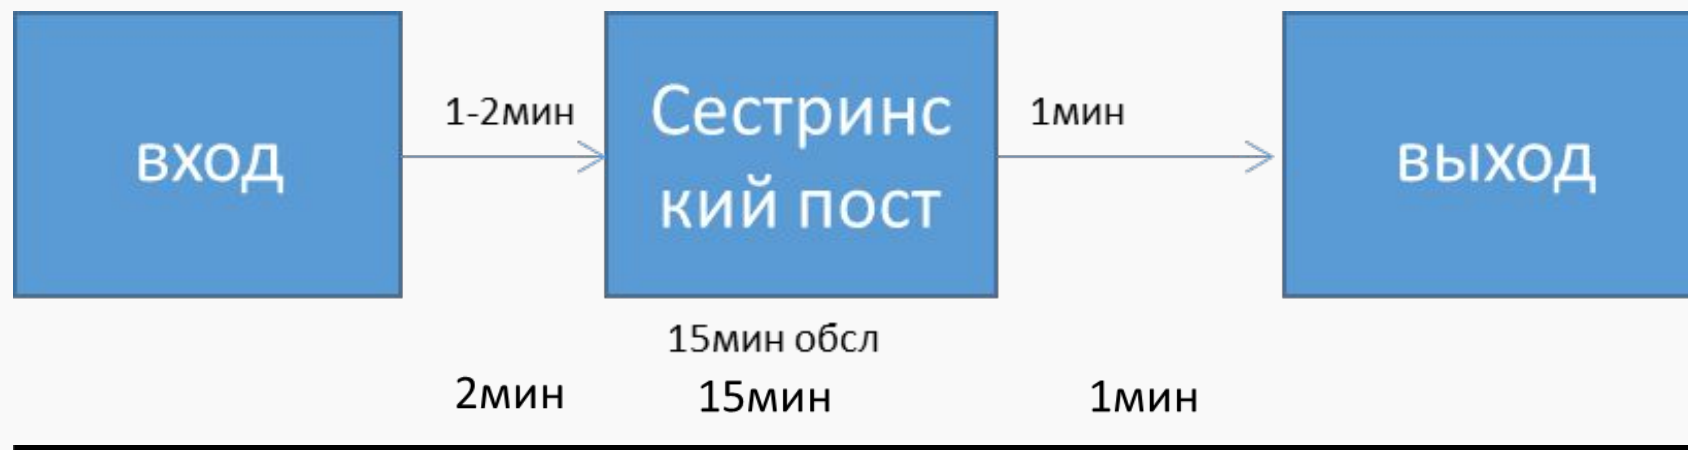 вход
1-2мин
Сестринс
кий пост
1мин
выход
15мин обсл
2мин
15мин
1мин